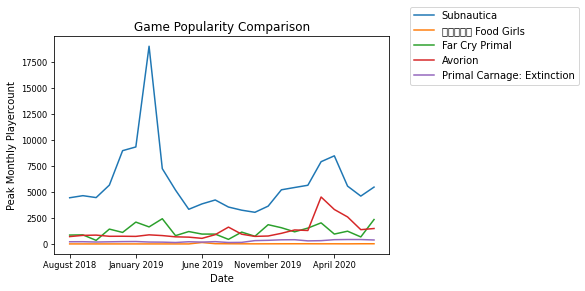 Game Popularity Comparison
Subnautica
Food Girls
Far Cry Primal
Avorion
Primal Carnage: Extinction
Peak Monthly Playercount
17500
15000
12500
10000
7500
5000
2500
0
August 2018 January 2019 June 2019 November 2019 April 2020
Date